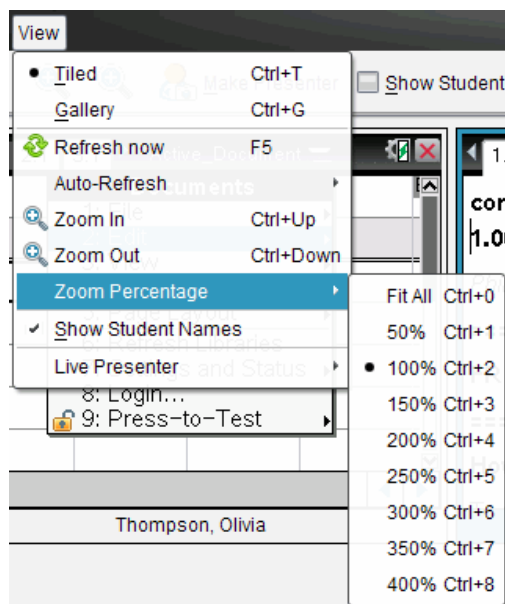 View
Tiled Ctrl+T
Gallery Ctrl+G
Make Presenter
Show Student
Refresh now F5
Auto-Refresh
Zoom In Ctrl+Up
Zoom Out Ctrl+Down
Zoom Percentage
Fit All Ctrl+0
50% Ctrl+1
100% Ctrl+2
150% Ctrl+3
200% Ctrl+4
250% Ctrl+5
300% Ctrl+6
350% Ctrl+7
400% Ctrl+8
Show Student Names
Live Presenter
8: Login...
9: Press-to-Test
Thompson, Olivia